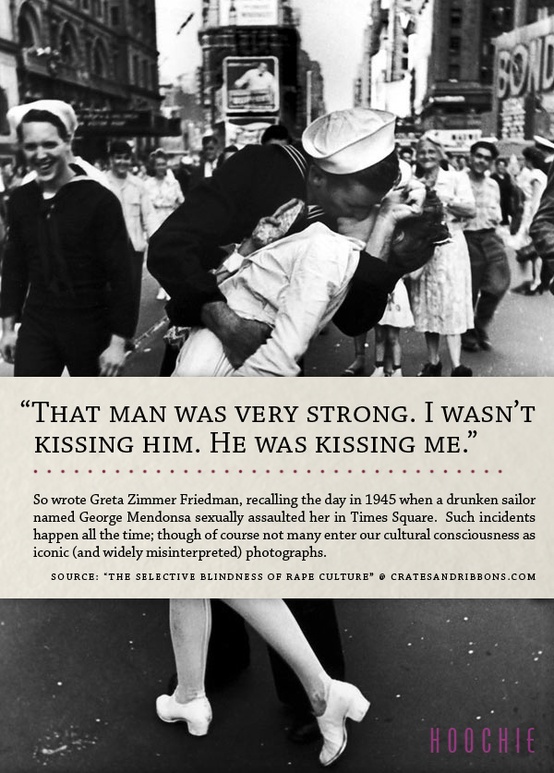 BOND
“THAT MAN WAS VERY STRONG. I WASN’T
KISSING HIM. HE WAS KISSING ME.”
So wrote Greta Zimmer Friedman, recalling the day in 1945 when a drunken sailor
named George Mendonsa sexually assaulted her in Times Square.  Such incidents
happen all the time; though of course not many enter our cultural consciousness as
iconic (and widely misinterpreted) photographs.
SOURCE: “THE SELECTIVE BLINDNESS OF RAPE CULTURE” @ CRATESANDRIBBONS.COM
HOOCHIE